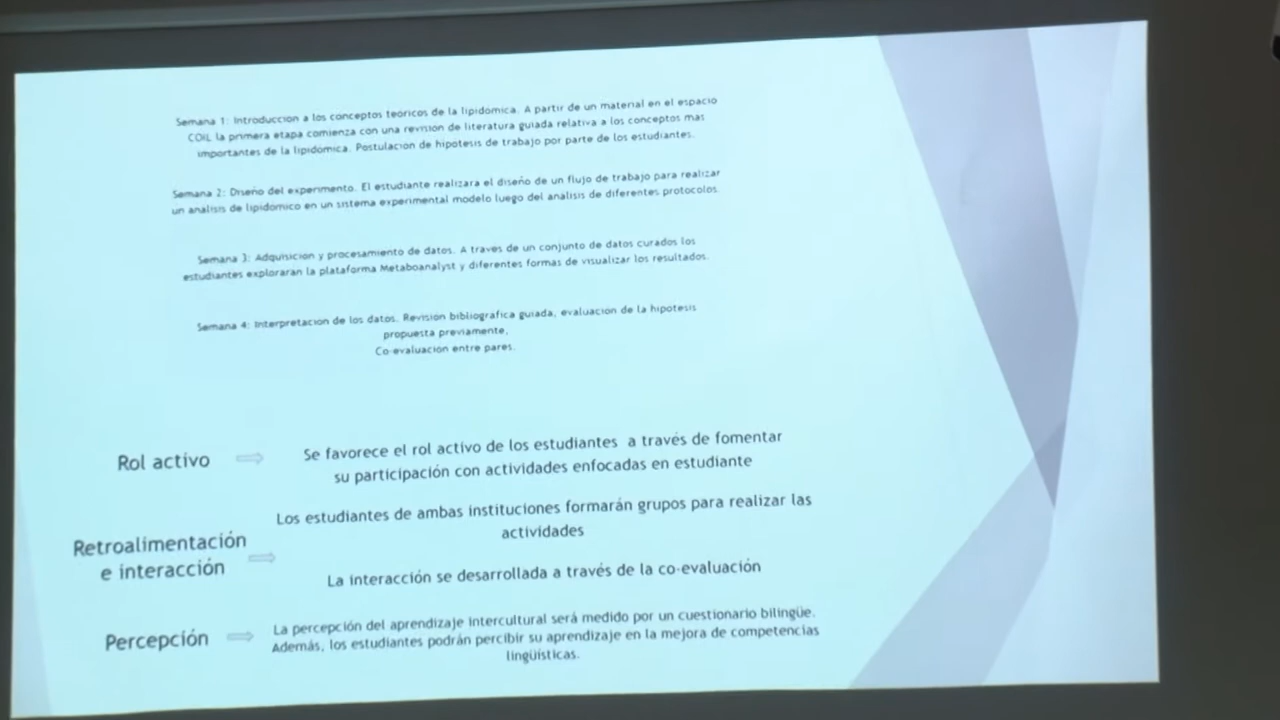 Semana 1: Introduccion a los conceptos teoricos de la lipidomica. A partir de un material en el espacio
COIL la primera etapa comienza con una revision de literatura guiada relativa a los conceptos mas
importantes de la lipidomica. Postulacion de hipotesis de trabajo por parte de los estudiantes.
Semana 2: Diseño del experimento. El estudiante realizara el diseño de un flujo de trabajo para realizar
un analisis de lipidomico en un sistema experimental modelo luego del analisis de diferentes protocolos.
Semana 3: Adquisicion y procesamiento de datos. A traves de un conjunto de datos curados los
estudiantes exploraran la plataforma Metaboanalyst y diferentes formas de visualizar los resultados.
Semana 4: Interpretacion de los datos. Revision bibliografica guiada, evaluacion de la hipotesis
propuesta previamente,
Co-evaluacion entre pares.
Rol activo
Se favorece el rol activo de los estudiantes a través de fomentar
su participación con actividades enfocadas en estudiante
Retroalimentación
e interacción
Los estudiantes de ambas instituciones formarán grupos para realizar las
actividades
La interacción se desarrollada a través de la co-evaluación
Percepción
La percepción del aprendizaje intercultural será medido por un cuestionario bilingüe.
Además, los estudiantes podrán percibir su aprendizaje en la mejora de competencias
lingüísticas.